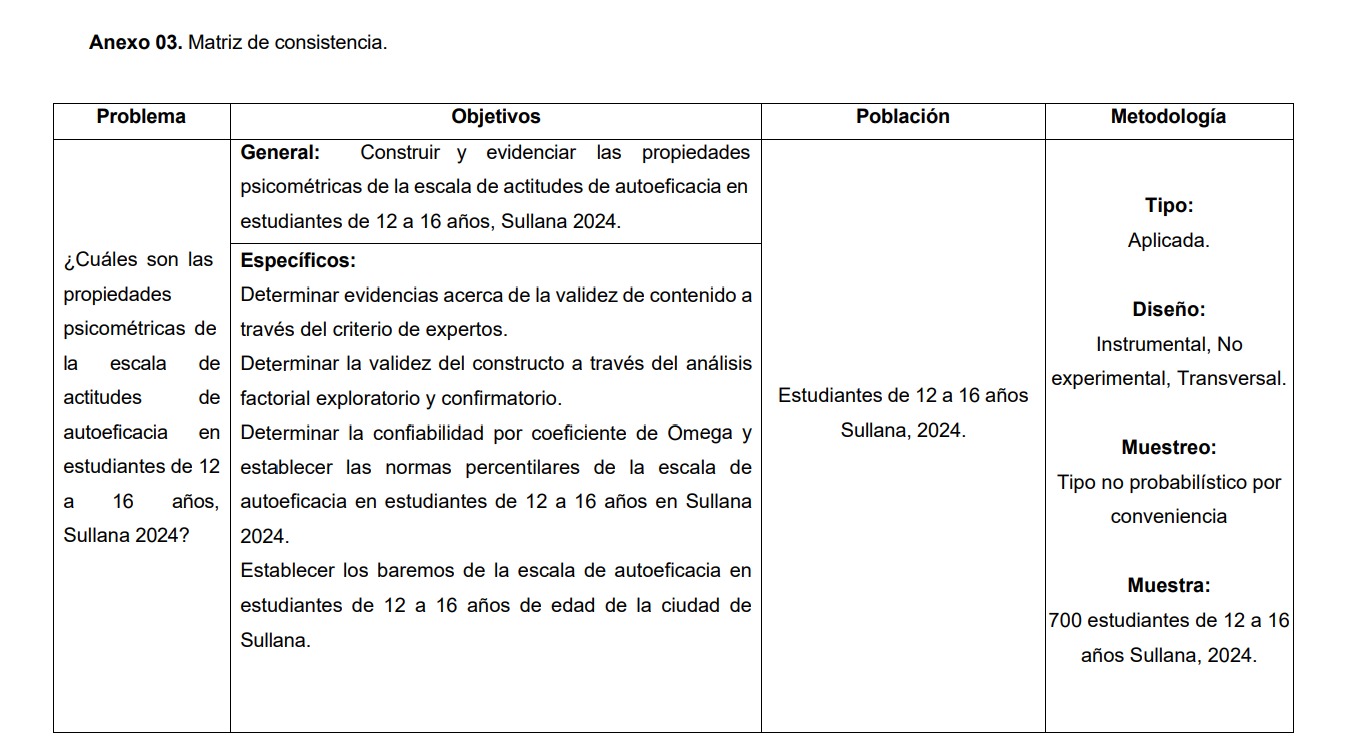 Anexo 03. Matriz de consistencia.
Problema
Objetivos
Población
Metodología
¿Cuáles son las
propiedades
psicométricas de
la escala de
actitudes de
autoeficacia en
estudiantes de 12
a 16 años,
Sullana 2024?
General: Construir y evidenciar las propiedades
psicométricas de la escala de actitudes de autoeficacia en
estudiantes de 12 a 16 años, Sullana 2024.
Específicos:
Determinar evidencias acerca de la validez de contenido a
través del criterio de expertos.
Determinar la validez del constructo a través del análisis
factorial exploratorio y confirmatorio.
Determinar la confiabilidad por coeficiente de Omega y
establecer las normas percentilares de la escala de
autoeficacia en estudiantes de 12 a 16 años en Sullana
2024.
Establecer los baremos de la escala de autoeficacia en
estudiantes de 12 a 16 años de edad de la ciudad de
Sullana.
Estudiantes de 12 a 16 años
Sullana, 2024.
Tipo:
Aplicada.
Diseño:
Instrumental, No
experimental, Transversal.
Muestreo:
Tipo no probabilístico por
conveniencia
Muestra:
700 estudiantes de 12 a 16
años Sullana, 2024.